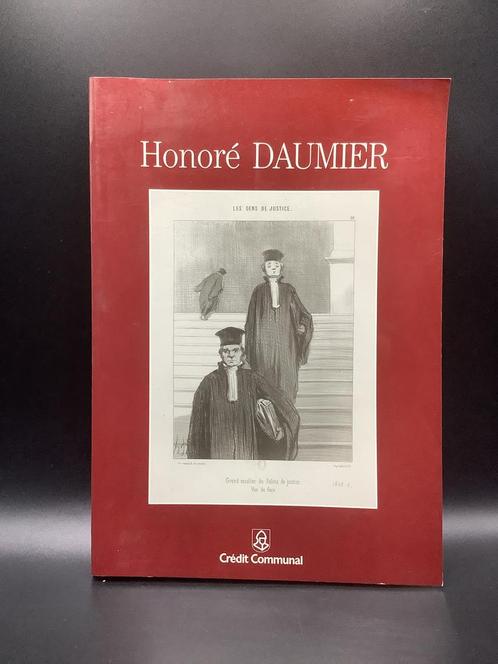 Honoré DAUMIER
LES GENS DE JUSTICE.
Grand escalier du Palais de justice
Vue de face
Crédit Communal